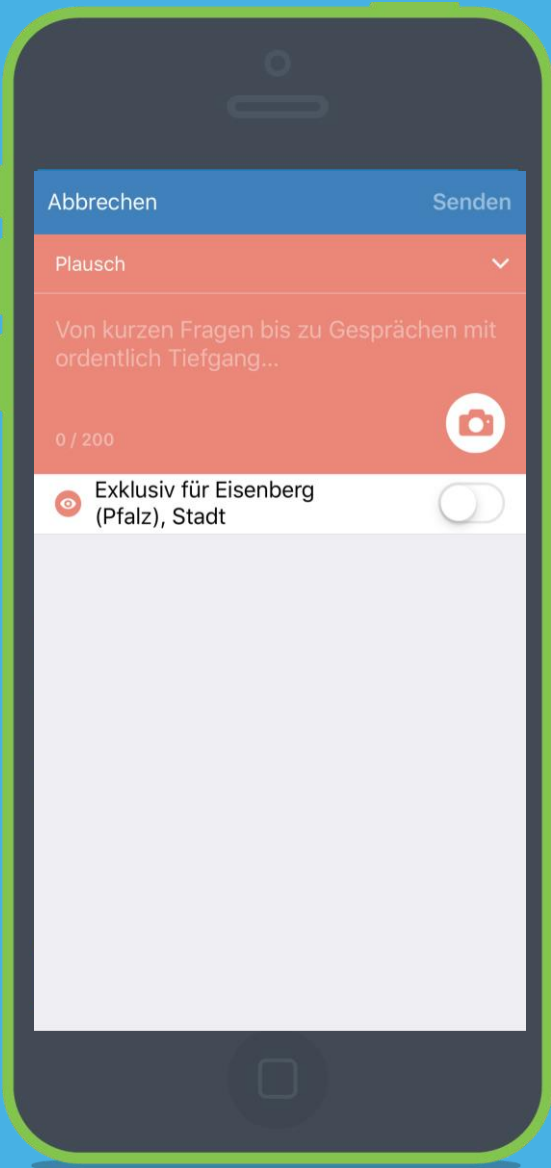 Abbrechen Senden
Plausch
Von kurzen Fragen bis zu Gesprächen mit
ordentlich Tiefgang...
0 / 200
Exklusiv für Eisenberg
(Pfalz), Stadt